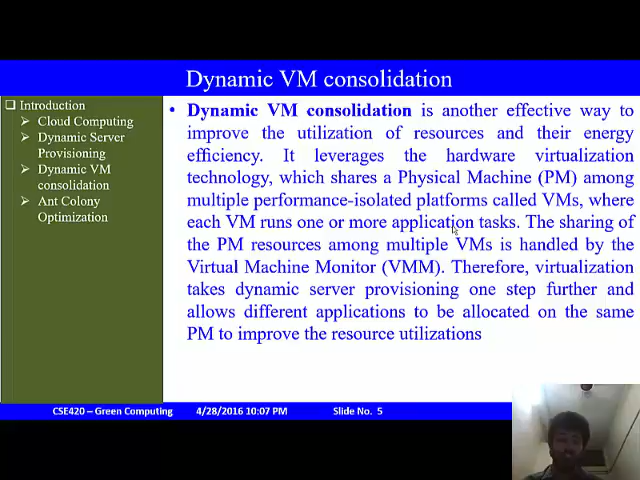 Dynamic VM consolidation
❑ Introduction
➢ Cloud Computing
➢ Dynamic Server
Provisioning
➢ Dynamic VM
consolidation
➢ Ant Colony
Optimization
• Dynamic VM consolidation is another effective way to
improve the utilization of resources and their energy
efficiency. It leverages the hardware virtualization
technology, which shares a Physical Machine (PM) among
multiple performance-isolated platforms called VMs, where
each VM runs one or more application tasks. The sharing of
the PM resources among multiple VMs is handled by the
Virtual Machine Monitor (VMM). Therefore, virtualization
takes dynamic server provisioning one step further and
allows different applications to be allocated on the same
PM to improve the resource utilizations
CSE420 – Green Computing 4/28/2016 10:07 PM Slide No. 5